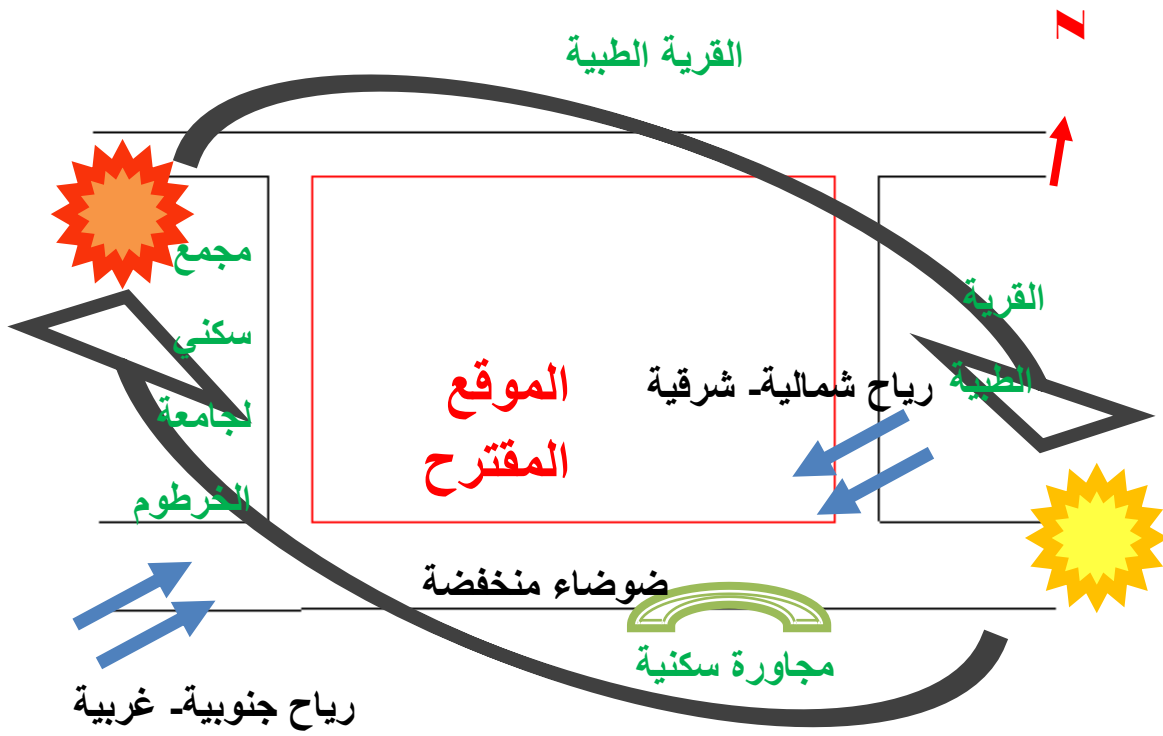 القرية الطبية
N
مجمع
سكني
لجامعة
الخرطوم
القرية
الطبية
رياح شمالية- شرقية
الموقع
المقترح
ضوضاء منخفضة
مجاورة سكنية
رياح جنوبية- غربية